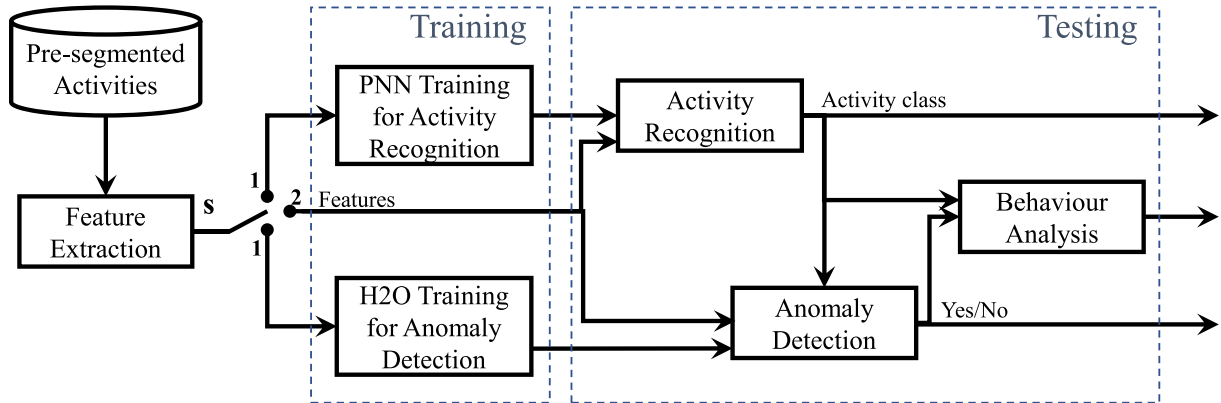 Training
Testing
Pre-segmented
Activities
PNN Training
for Activity
Recognition
Activity
Recognition
Activity class
1
S
2
Features
Feature
Extraction
1
Behaviour
Analysis
H2O Training
for Anomaly
Detection
Anomaly
Detection
Yes/No